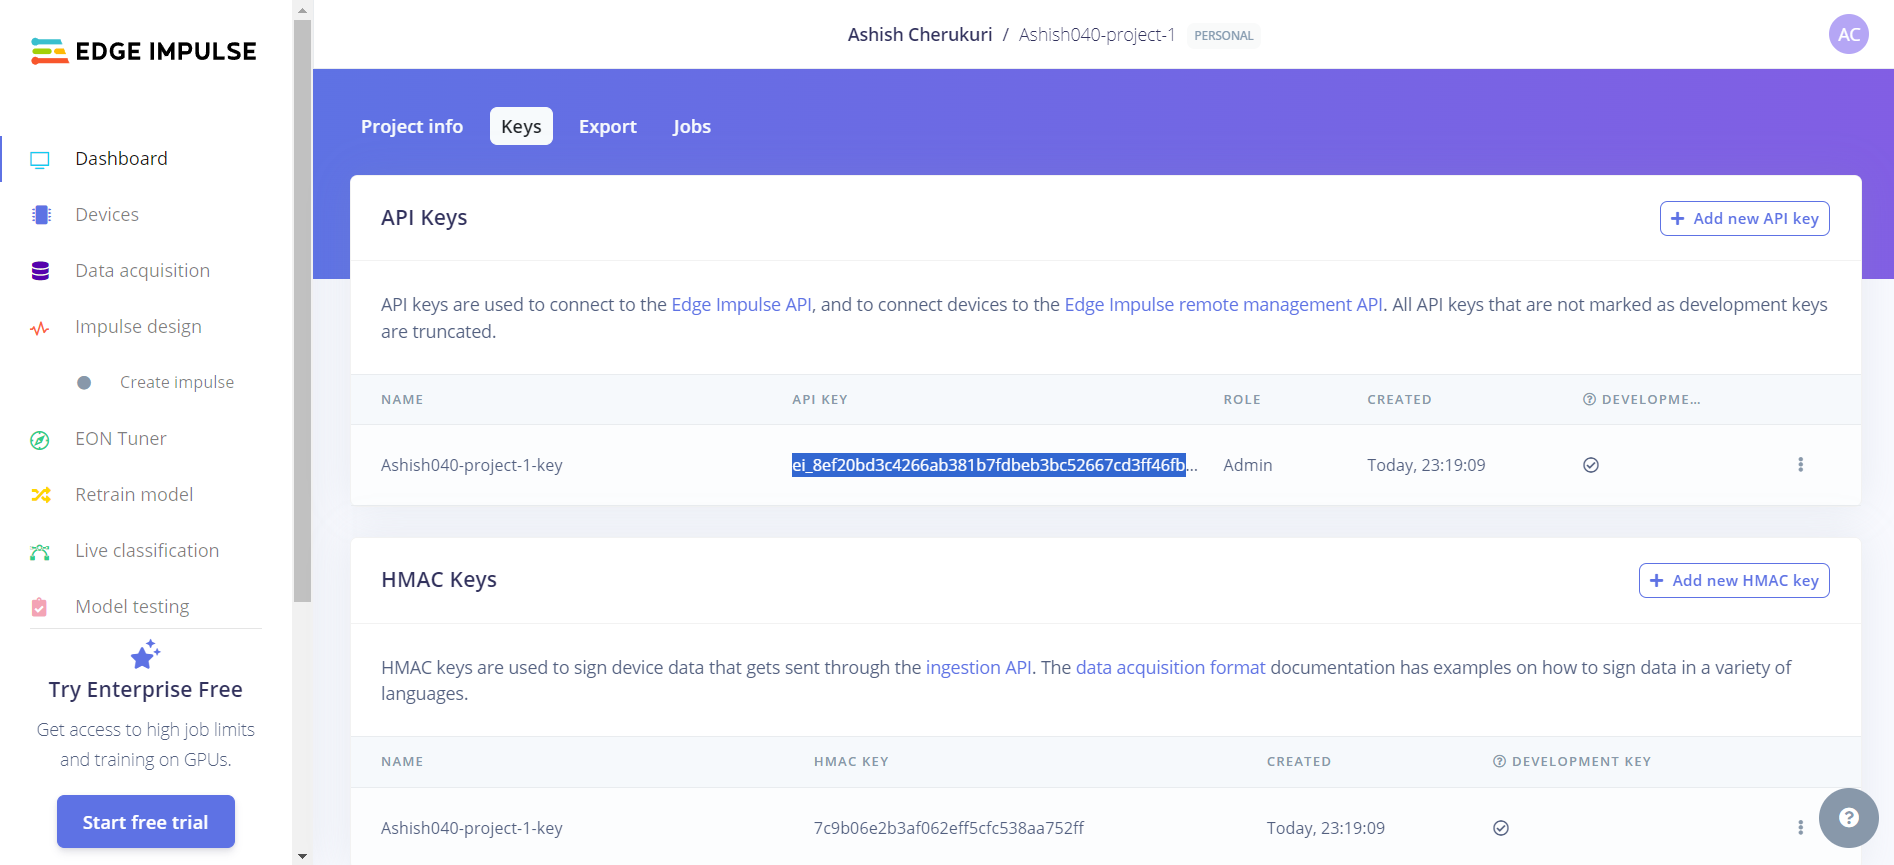 EDGE IMPULSE
Ashish Cherukuri / Ashish040-project-1 PERSONAL
AC
Dashboard
Devices
Data acquisition
Impulse design
Create impulse
EON Tuner
Retrain model
Live classification
Model testing
Try Enterprise Free
Get access to high job limits
and training on GPUs.
Start free trial
Project info Keys Export Jobs
API Keys
+ Add new API key
API keys are used to connect to the Edge Impulse API, and to connect devices to the Edge Impulse remote management API. All API keys that are not marked as development keys
are truncated.
NAME API KEY ROLE CREATED ? DEVELOPME...
Ashish040-project-1-key ei_8ef20bd3c4266ab381b7fdbeb3bc52667cd3ff46fb... Admin Today, 23:19:09
HMAC Keys
+ Add new HMAC key
HMAC keys are used to sign device data that gets sent through the ingestion API. The data acquisition format documentation has examples on how to sign data in a variety of
languages.
NAME HMAC KEY CREATED ? DEVELOPMENT KEY
Ashish040-project-1-key 7c9b06e2b3af062eff5cfc538aa752ff Today, 23:19:09
?